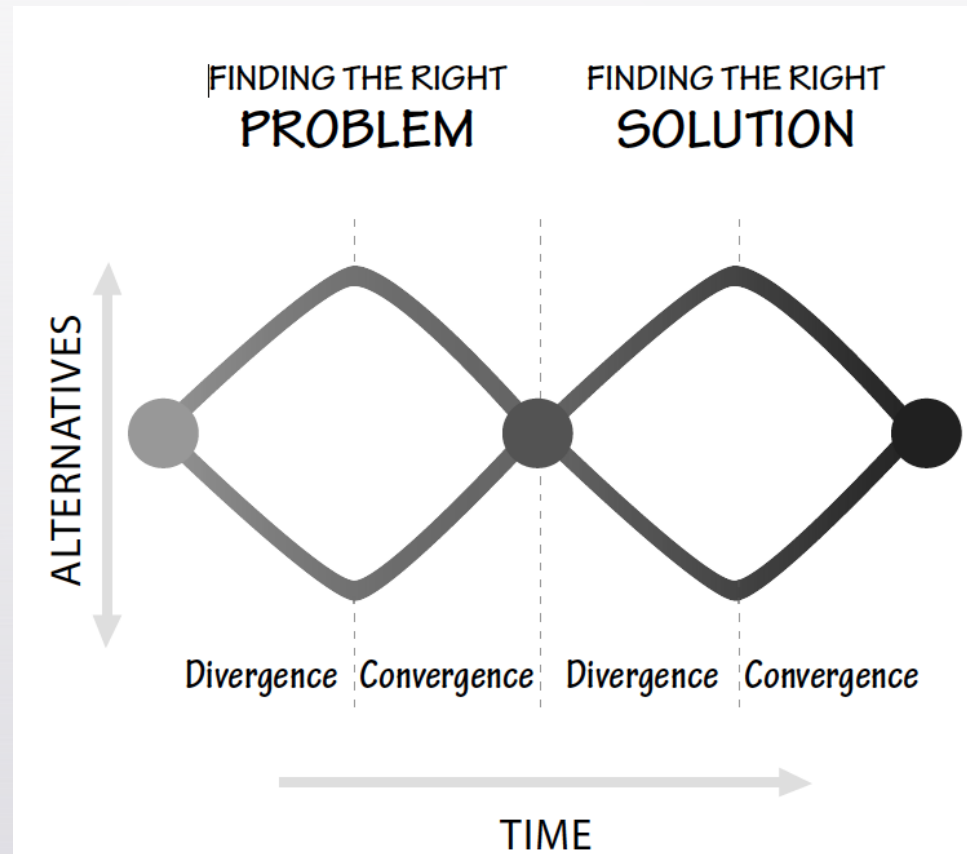 FINDING THE RIGHT
PROBLEM
FINDING THE RIGHT
SOLUTION
ALTERNATIVES
Divergence
Convergence
Divergence
Convergence
TIME